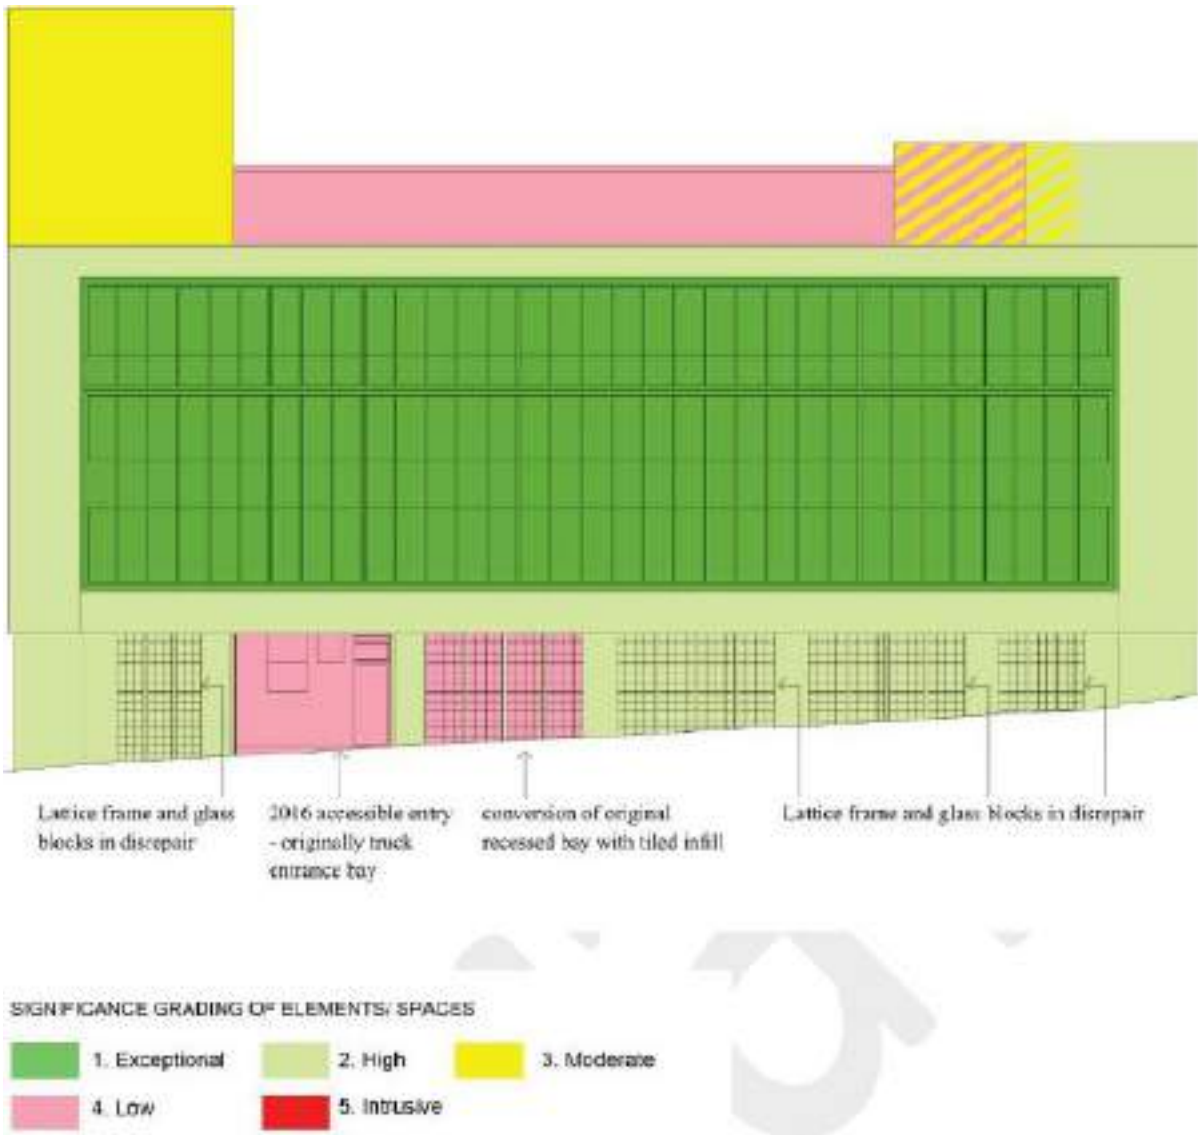 Lattice frame and glass
blocks in disrepair
2016 accessible entry
- originally truck
entrance bay
conversion of original
recessed bay with tiled infill
Lattice frame and glass blocks in disrepair
SIGNIFICANCE GRADING OF ELEMENTS/ SPACES
1. Exceptional
2. High
3. Moderate
4. Low
5. Intrusive